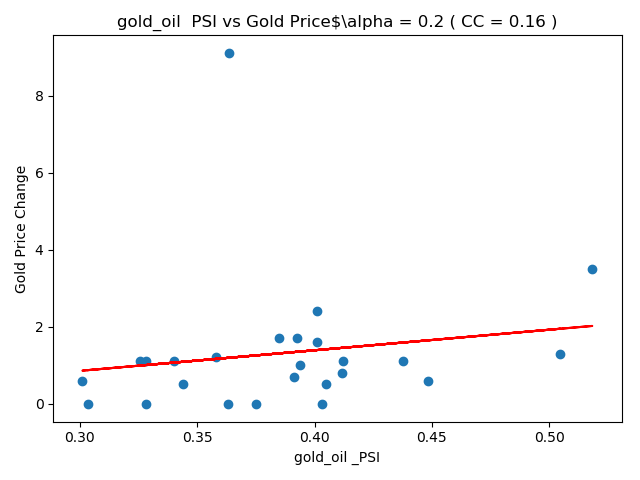 gold_oil  PSI vs Gold Price$\alpha = 0.2 ( CC = 0.16 )
Gold Price Change
8
6
4
2
0
0.30 0.35 0.40 0.45 0.50
gold_oil _PSI